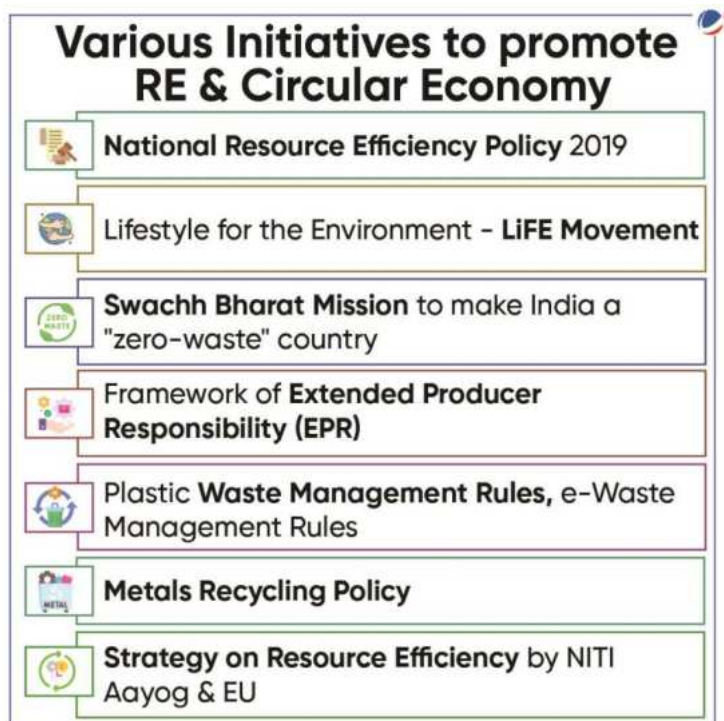 Various Initiatives to promote
RE & Circular Economy
National Resource Efficiency Policy 2019
Lifestyle for the Environment - LiFE Movement
Swachh Bharat Mission to make India a
"zero-waste" country
ZERO
WASTE
Framework of Extended Producer
Responsibility (EPR)
Plastic Waste Management Rules, e-Waste
Management Rules
Metals Recycling Policy
METAL
Strategy on Resource Efficiency by NITI
Aayog & EU